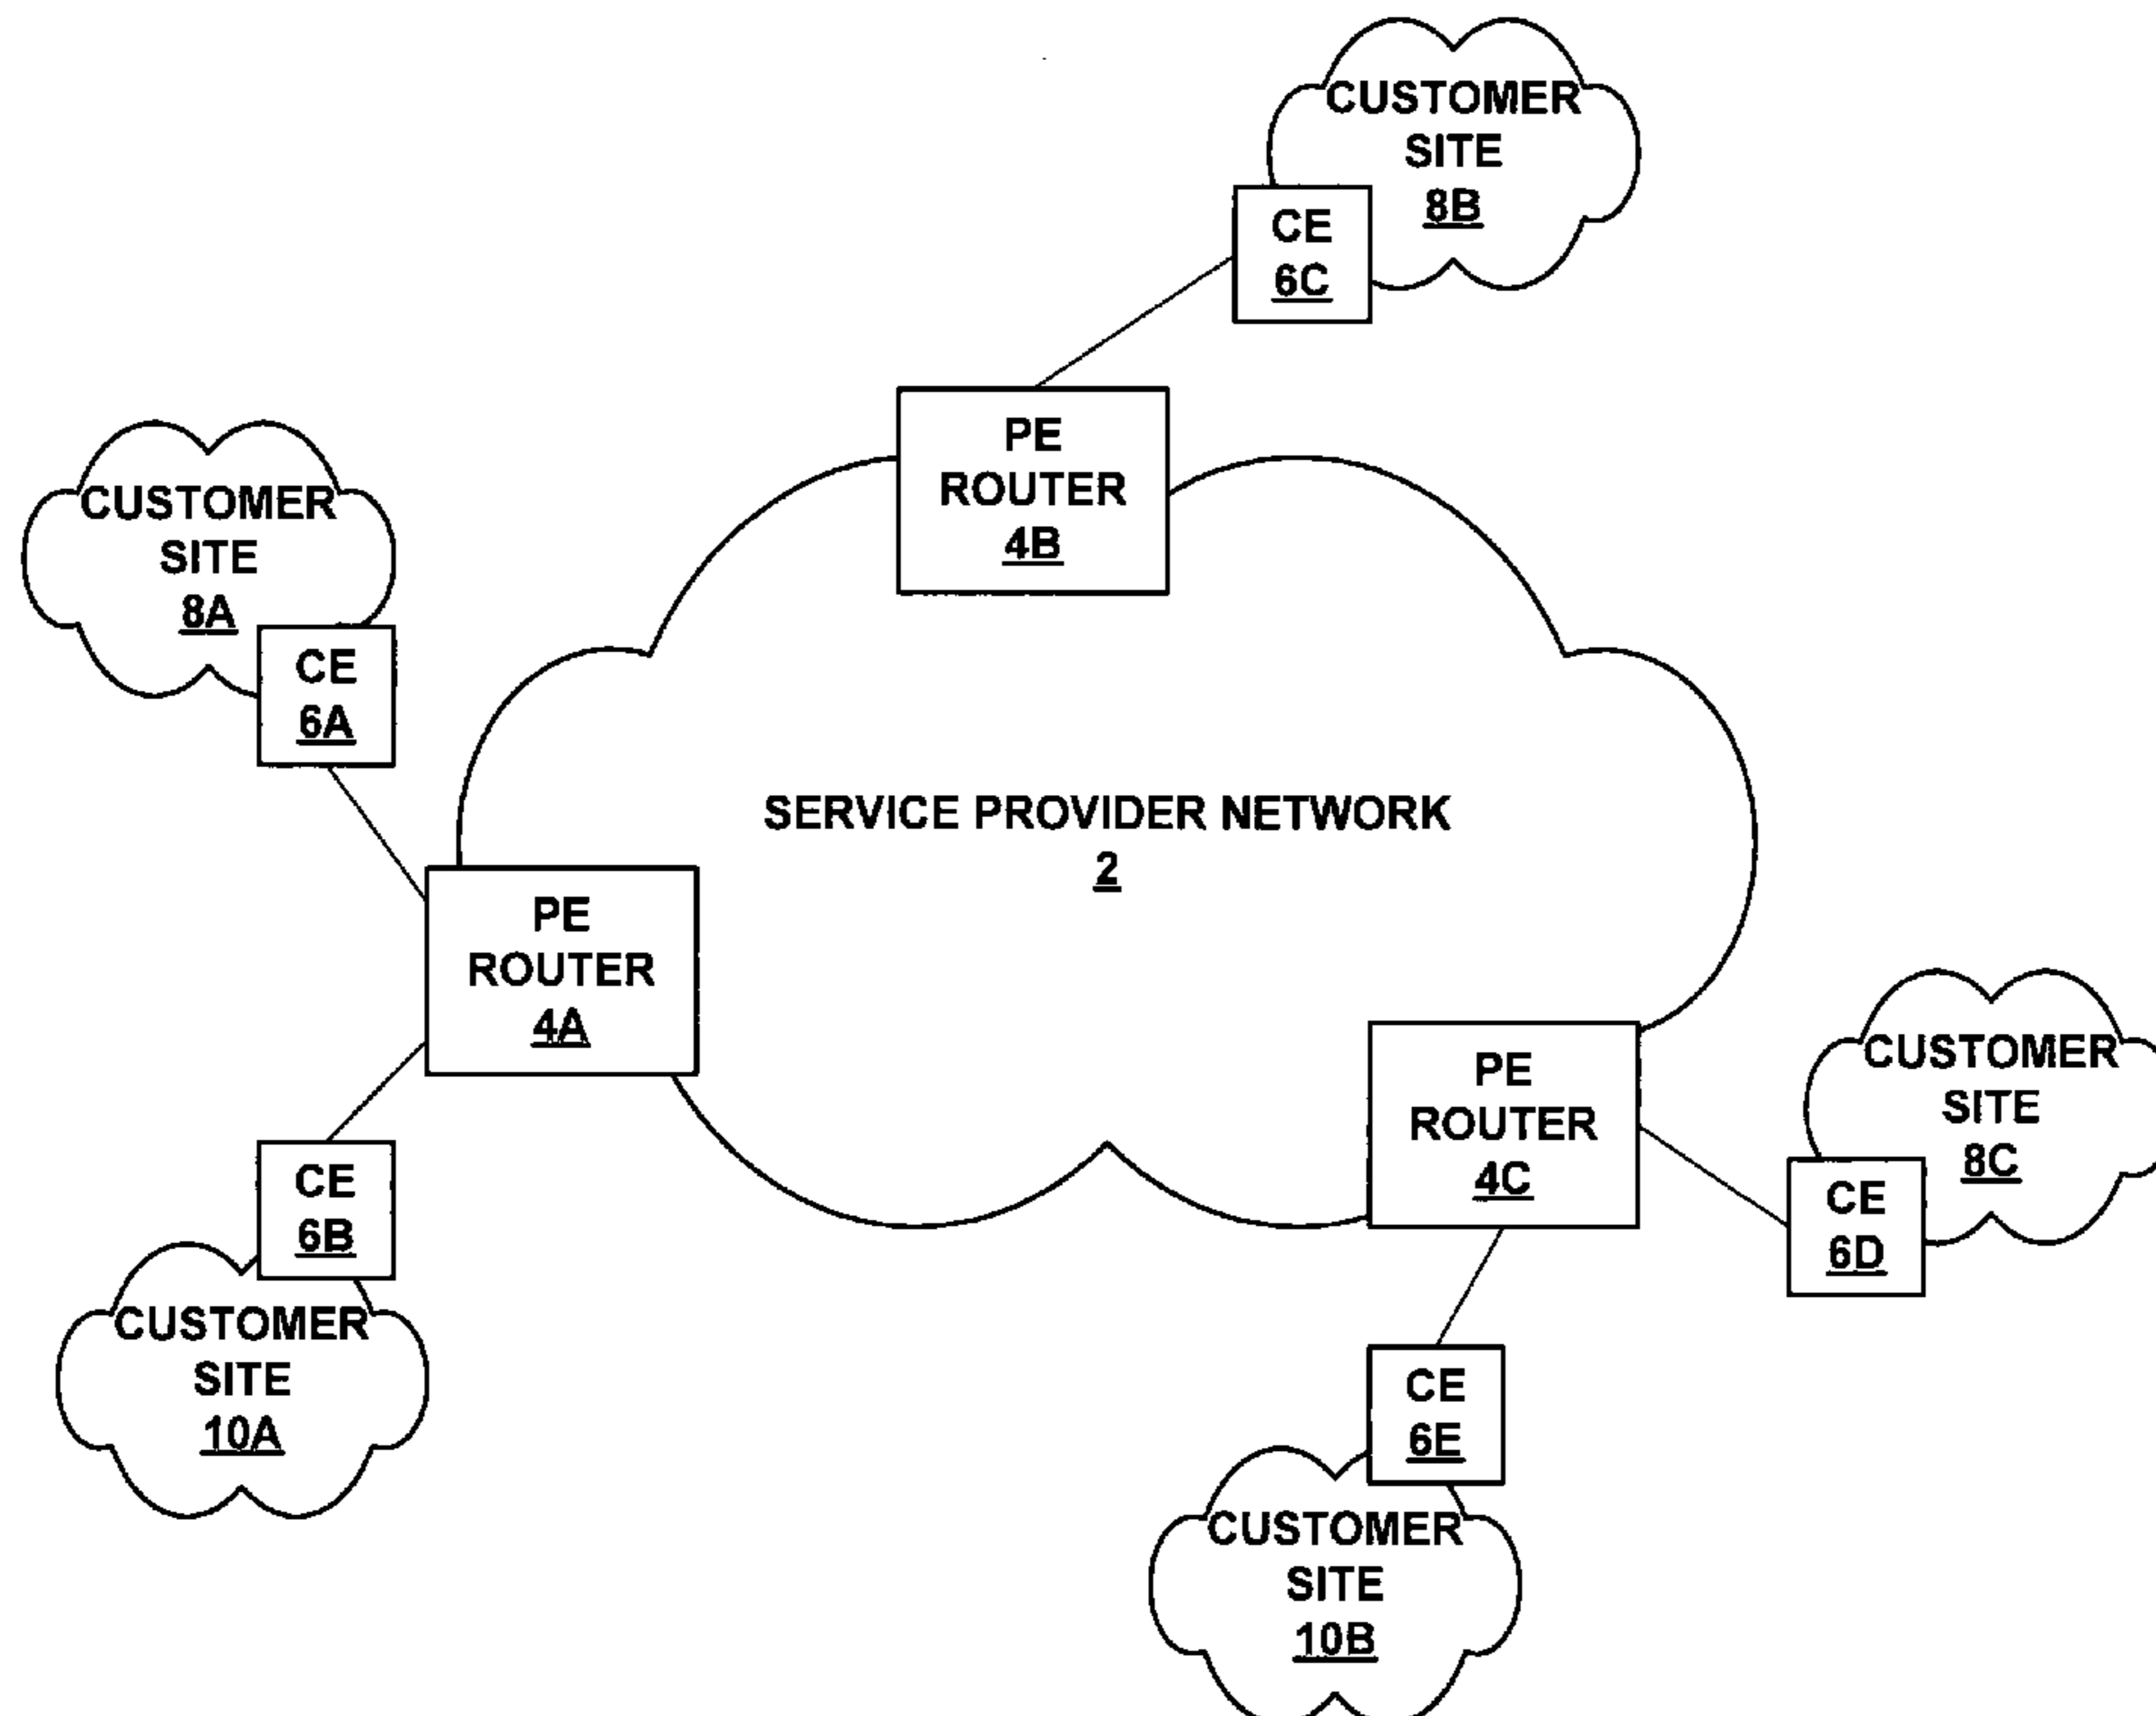 CUSTOMER
SITE
8B
CE
6C
PE
ROUTER
4B
CUSTOMER
SITE
8A
CE
6A
SERVICE PROVIDER NETWORK
2
PE
ROUTER
4A
PE
ROUTER
4C
CUSTOMER
SITE
8C
CE
6D
CE
6B
CUSTOMER
SITE
10A
CE
6E
CUSTOMER
SITE
10B